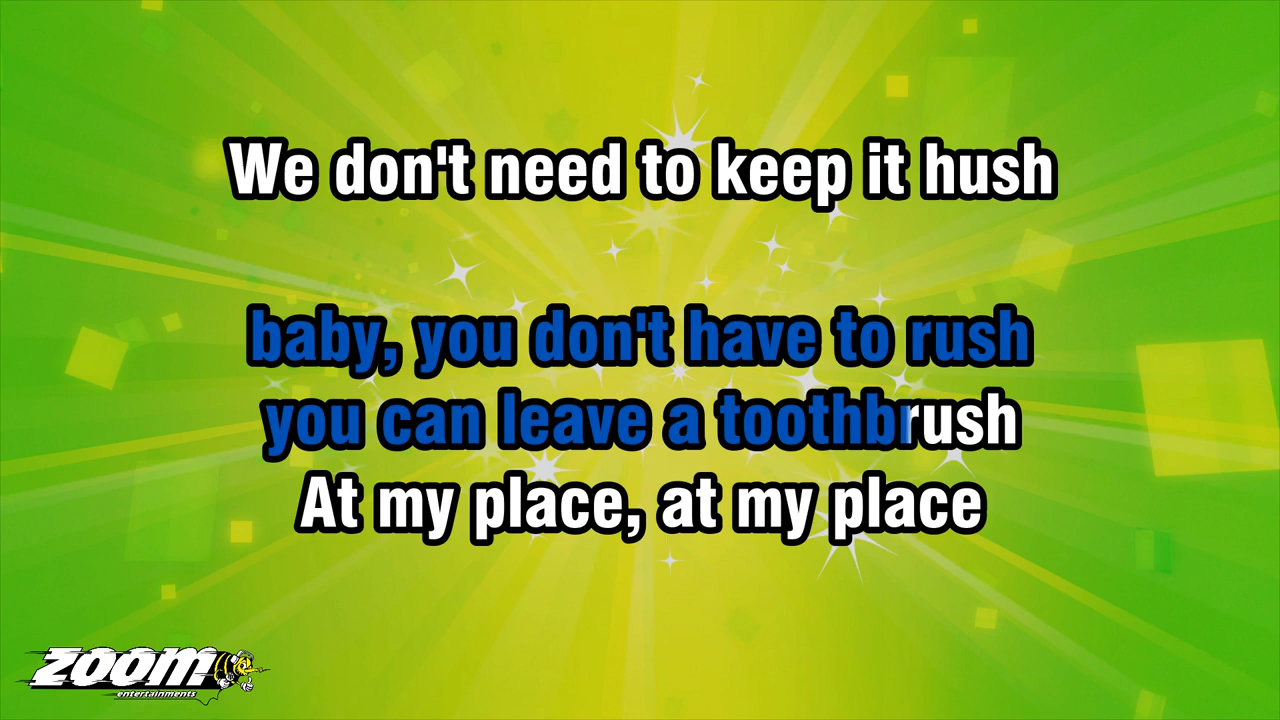 We don't need to keep it hush
baby, you don't have to rush
you can leave a toothbrush
At my place, at my place
ZOOM
entertainments